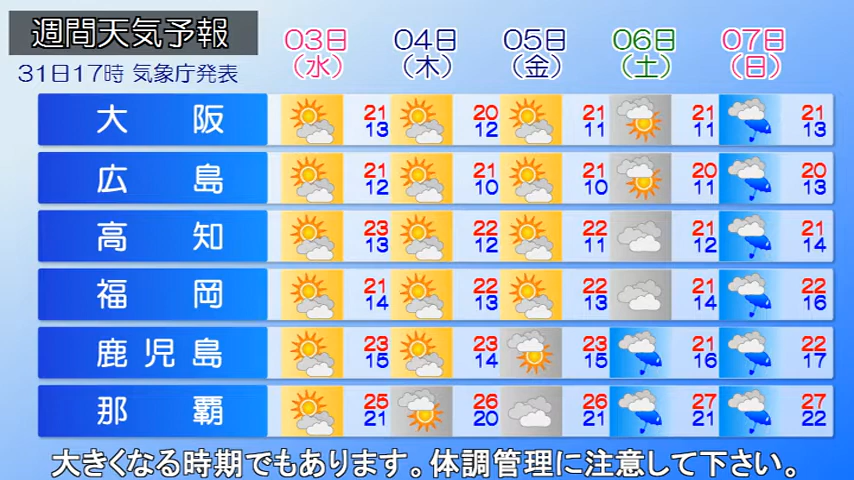 週間天気予報
31日17時 気象庁発表
03日 04日 05日 06日 07日
(水) (木) (金) (土) (日)
大阪 21 20 21 21 21
13 12 11 11 13
広島 21 21 21 20 20
12 10 10 11 13
高知 23 22 22 21 21
13 12 11 12 14
福岡 21 22 22 21 22
14 13 13 14 16
鹿児島 23 23 23 21 22
15 14 15 16 17
那覇 25 26 26 27 27
21 20 21 21 22
大きくなる時期でもあります。体調管理に注意して下さい。